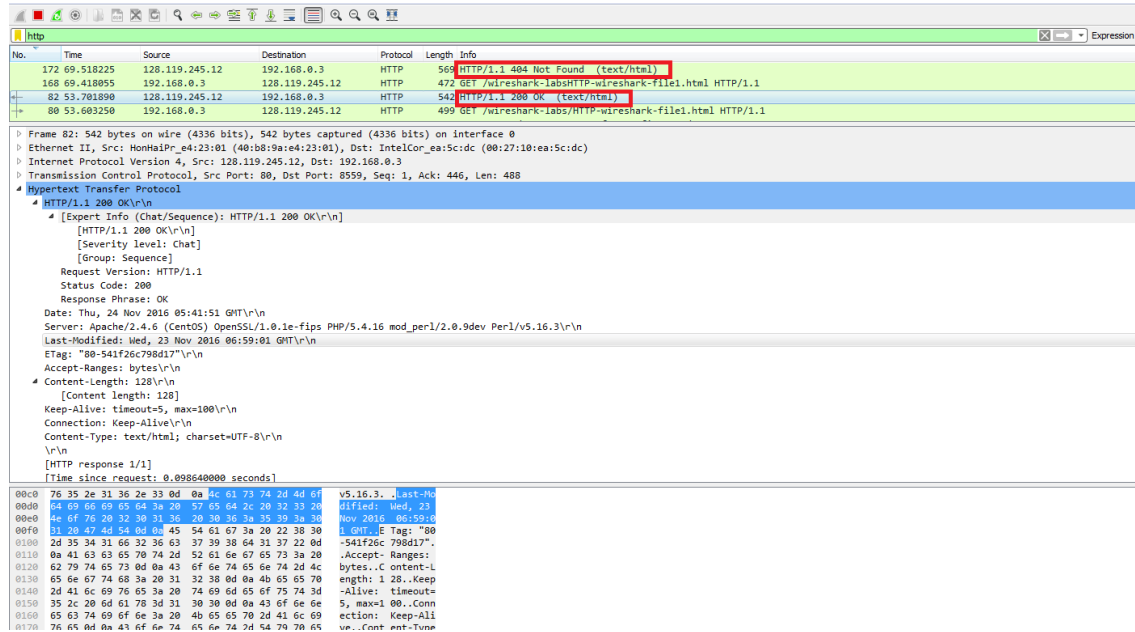 http
Expression
No. Time Source Destination Protocol Length Info
172 69.518225 128.119.245.12 192.168.0.3 HTTP 569 HTTP/1.1 404 Not Found (text/html)
168 69.418055 192.168.0.3 128.119.245.12 HTTP 472 GET /wireshark-labsHTTP-wireshark-file1.html HTTP/1.1
82 53.701890 128.119.245.12 192.168.0.3 HTTP 542 HTTP/1.1 200 OK (text/html)
80 53.603250 192.168.0.3 128.119.245.12 HTTP 499 GET /wireshark-labs/HTTP-wireshark-file1.html HTTP/1.1
Frame 82: 542 bytes on wire (4336 bits), 542 bytes captured (4336 bits) on interface 0
Ethernet II, Src: HonHaiPr_e4:23:01 (40:b8:9a:e4:23:01), Dst: IntelCor_ea:5c:dc (00:27:10:ea:5c:dc)
Internet Protocol Version 4, Src: 128.119.245.12, Dst: 192.168.0.3
Transmission Control Protocol, Src Port: 80, Dst Port: 8559, Seq: 1, Ack: 446, Len: 488
Hypertext Transfer Protocol
HTTP/1.1 200 OK\r\n
[Expert Info (Chat/Sequence): HTTP/1.1 200 OK\r\n]
[HTTP/1.1 200 OK\r\n]
[Severity level: Chat]
[Group: Sequence]
Request Version: HTTP/1.1
Status Code: 200
Response Phrase: OK
Date: Thu, 24 Nov 2016 05:41:51 GMT\r\n
Server: Apache/2.4.6 (CentOS) OpenSSL/1.0.1e-fips PHP/5.4.16 mod_perl/2.0.9dev Perl/v5.16.3\r\n
Last-Modified: Wed, 23 Nov 2016 06:59:01 GMT\r\n
ETag: "80-541f26c798d17"\r\n
Accept-Ranges: bytes\r\n
Content-Length: 128\r\n
[Content length: 128]
Keep-Alive: timeout=5, max=100\r\n
Connection: Keep-Alive\r\n
Content-Type: text/html; charset=UTF-8\r\n
\r\n
[HTTP response 1/1]
[Time since request: 0.098640000 seconds]
00c0 76 35 2e 31 36 2e 33 0d 0a 4c 61 73 74 2d 4d 6f v5.16.3. .Last-Mo
00d0 64 69 66 69 65 64 3a 20 57 65 64 2c 20 32 33 20 dified: Wed, 23
00e0 4e 6f 76 20 32 30 31 36 20 30 36 3a 35 39 3a 30 Nov 2016 06:59:0
00f0 31 20 47 4d 54 0d 0a 45 54 61 67 3a 20 22 38 30 1 GMT..E Tag: "80
0100 2d 35 34 31 66 32 36 63 37 39 38 64 31 37 22 0d -541f26c 798d17".
0110 0a 41 63 63 65 70 74 2d 52 61 6e 67 65 73 3a 20 .Accept- Ranges:
0120 62 79 74 65 73 0d 0a 43 6f 6e 74 65 6e 74 2d 4c bytes..C ontent-L
0130 65 6e 67 74 68 3a 20 31 32 38 0d 0a 4b 65 65 70 ength: 1 28..Keep
0140 2d 41 6c 69 76 65 3a 20 74 69 6d 65 6f 75 74 3d -Alive: timeout=
0150 35 2c 20 6d 61 78 3d 31 30 30 0d 0a 43 6f 6e 6e 5, max=1 00..Conn
0160 65 63 74 69 6f 6e 3a 20 4b 65 65 70 2d 41 6c 69 ection: Keep-Ali
0170 76 65 0d 0a 43 6f 6e 74 65 6e 74 2d 54 79 70 65 ve..Cont ent-Type